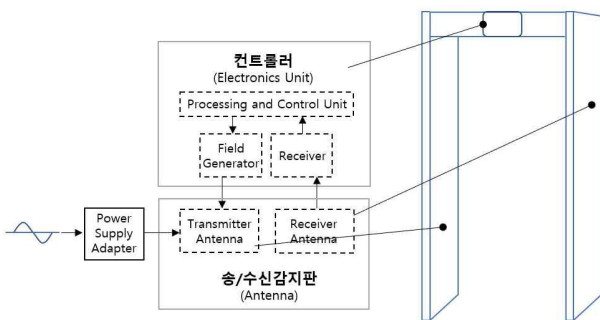 컨트롤러
(Electronics Unit)
Processing and Control Unit
Field
Generator
Receiver
Power
Supply
Adapter
Transmitter
Antenna
Receiver
Antenna
송/수신감지판
(Antenna)